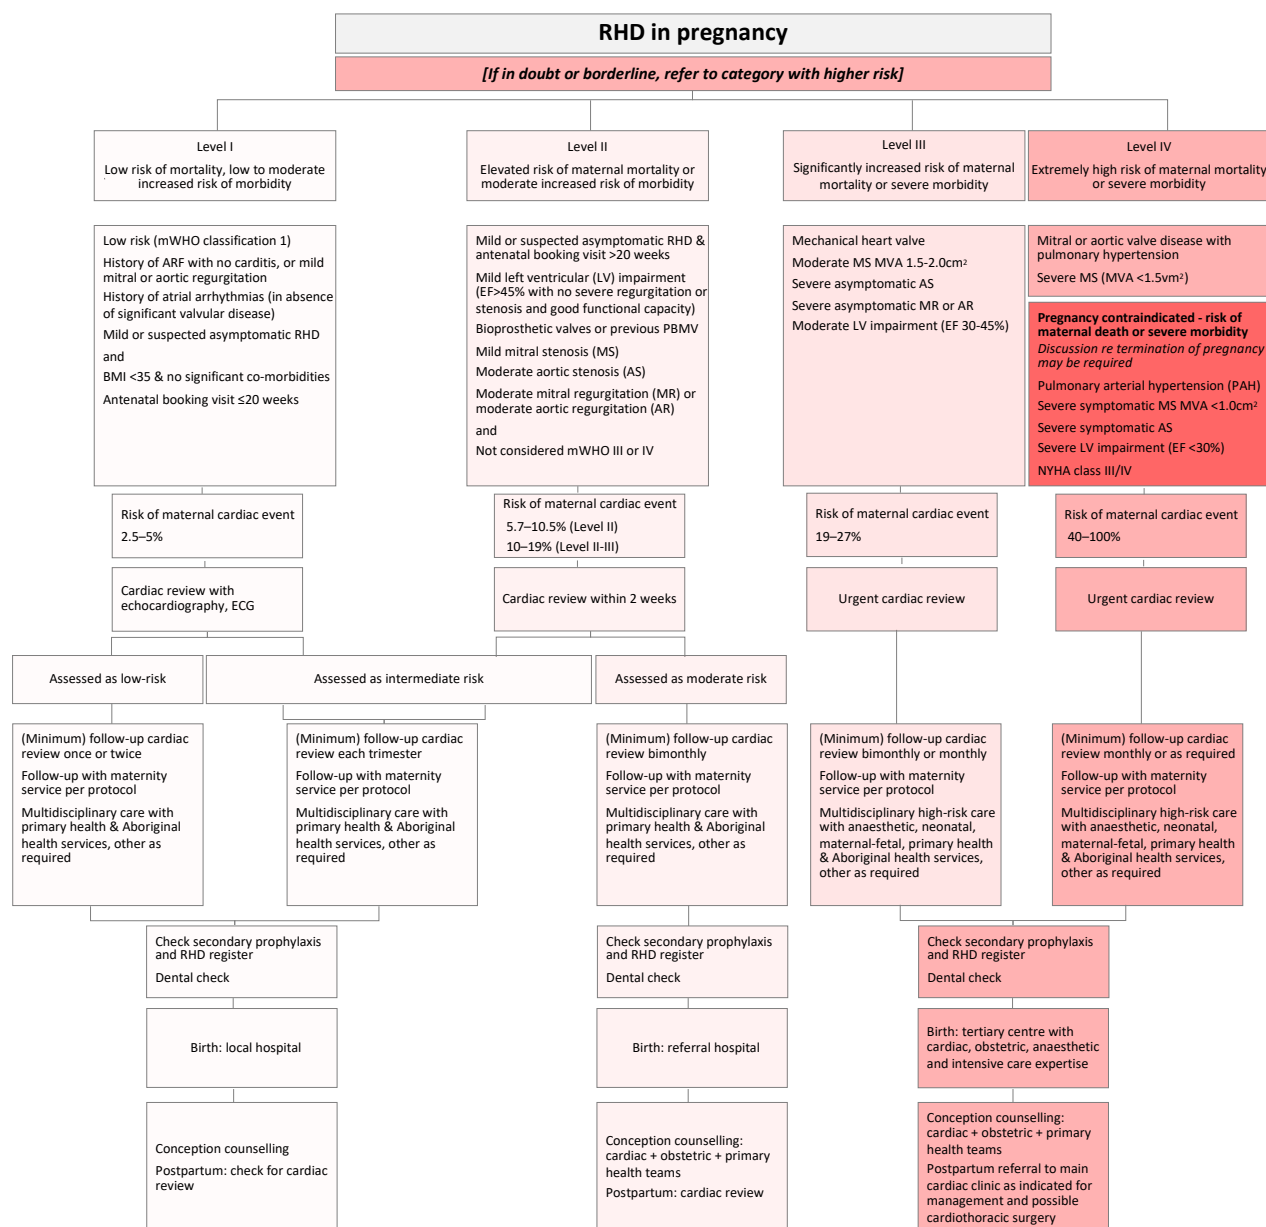 RHD in pregnancy
[If in doubt or borderline, refer to category with higher risk]
Level I
Low risk of mortality, low to moderate
increased risk of morbidity
Level II
Elevated risk of maternal mortality or
moderate increased risk of morbidity
Level III
Significantly increased risk of maternal
mortality or severe morbidity
Level IV
Extremely high risk of maternal mortality
or severe morbidity
Low risk (mWHO classification 1)
History of ARF with no carditis, or mild
mitral or aortic regurgitation
History of atrial arrhythmias (in absence
of significant valvular disease)
Mild or suspected asymptomatic RHD
and
BMI <35 & no significant co-morbidities
Antenatal booking visit ≤20 weeks
Mild or suspected asymptomatic RHD &
antenatal booking visit >20 weeks
Mild left ventricular (LV) impairment
(EF>45% with no severe regurgitation or
stenosis and good functional capacity)
Bioprosthetic valves or previous PBMV
Mild mitral stenosis (MS)
Moderate aortic stenosis (AS)
Moderate mitral regurgitation (MR) or
moderate aortic regurgitation (AR)
and
Not considered mWHO III or IV
Mechanical heart valve
Moderate MS MVA 1.5-2.0cm²
Severe asymptomatic AS
Severe asymptomatic MR or AR
Moderate LV impairment (EF 30-45%)
Mitral or aortic valve disease with
pulmonary hypertension
Severe MS (MVA <1.5vm²)
Pregnancy contraindicated - risk of
maternal death or severe morbidity
Discussion re termination of pregnancy
may be required
Pulmonary arterial hypertension (PAH)
Severe symptomatic MS MVA <1.0cm²
Severe symptomatic AS
Severe LV impairment (EF <30%)
NYHA class III/IV
Risk of maternal cardiac event
2.5–5%
Risk of maternal cardiac event
5.7–10.5% (Level II)
10–19% (Level II-III)
Risk of maternal cardiac event
19–27%
Risk of maternal cardiac event
40–100%
Cardiac review with
echocardiography, ECG
Cardiac review within 2 weeks
Urgent cardiac review
Urgent cardiac review
Assessed as low-risk
Assessed as intermediate risk
Assessed as moderate risk
(Minimum) follow-up cardiac
review once or twice
Follow-up with maternity
service per protocol
Multidisciplinary care with
primary health & Aboriginal
health services, other as
required
(Minimum) follow-up cardiac
review each trimester
Follow-up with maternity
service per protocol
Multidisciplinary care with
primary health & Aboriginal
health services, other as
required
(Minimum) follow-up cardiac
review bimonthly
Follow-up with maternity
service per protocol
Multidisciplinary care with
primary health & Aboriginal
health services, other as
required
(Minimum) follow-up cardiac
review bimonthly or monthly
Follow-up with maternity
service per protocol
Multidisciplinary high-risk care
with anaesthetic, neonatal,
maternal-fetal, primary health
& Aboriginal health services,
other as required
(Minimum) follow-up cardiac
review monthly or as required
Follow-up with maternity
service per protocol
Multidisciplinary high-risk care
with anaesthetic, neonatal,
maternal-fetal, primary health
& Aboriginal health services,
other as required
Check secondary prophylaxis
and RHD register
Dental check
Check secondary prophylaxis
and RHD register
Dental check
Check secondary prophylaxis
and RHD register
Dental check
Birth: local hospital
Birth: referral hospital
Birth: tertiary centre with
cardiac, obstetric, anaesthetic
and intensive care expertise
Conception counselling
Postpartum: check for cardiac
review
Conception counselling:
cardiac + obstetric + primary
health teams
Postpartum: cardiac review
Conception counselling:
cardiac + obstetric + primary
health teams
Postpartum referral to main
cardiac clinic as indicated for
management and possible
cardiothoracic surgery